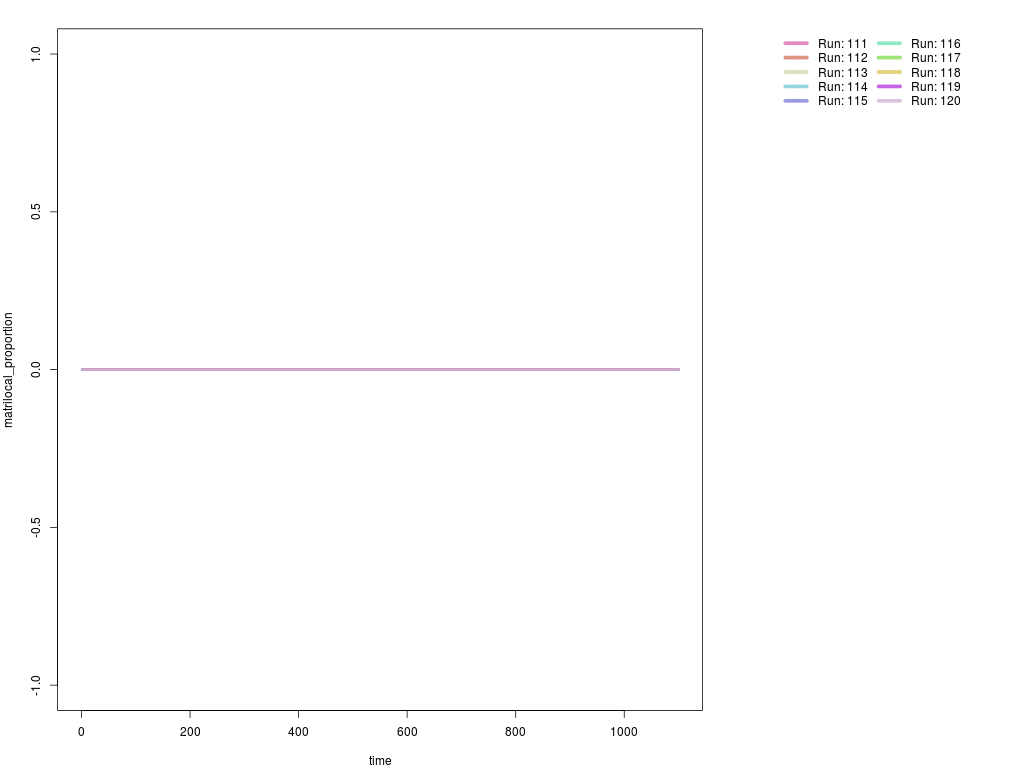 1.0
0.5
0.0
-0.5
-1.0
matrilocal_proportion
0 200 400 600 800 1000
time
Run: 111 Run: 116
Run: 112 Run: 117
Run: 113 Run: 118
Run: 114 Run: 119
Run: 115 Run: 120